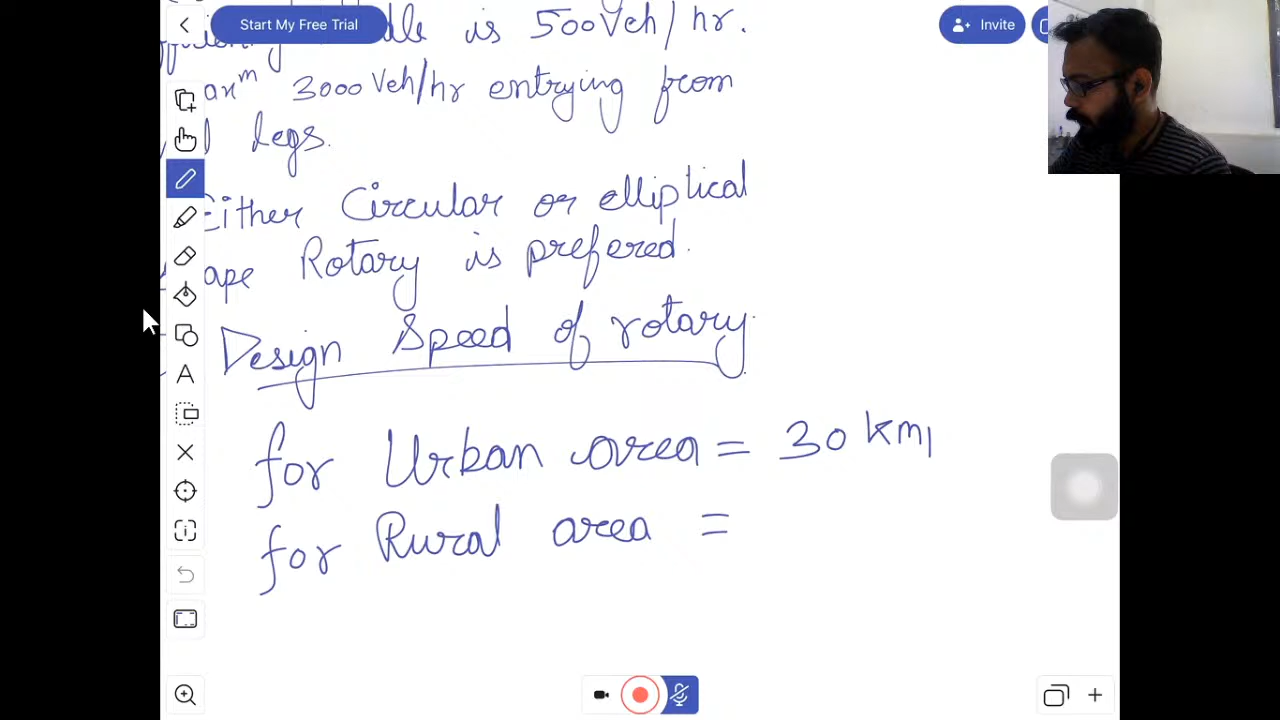 Start My Free Trial
Invite
is 500 Veh/hr.
3000 Veh/hr entrying from
legs.
Either Circular or elliptical
ape Rotary is prefered.
Design Speed of rotary
for Urban area = 30 km
for Rural area =